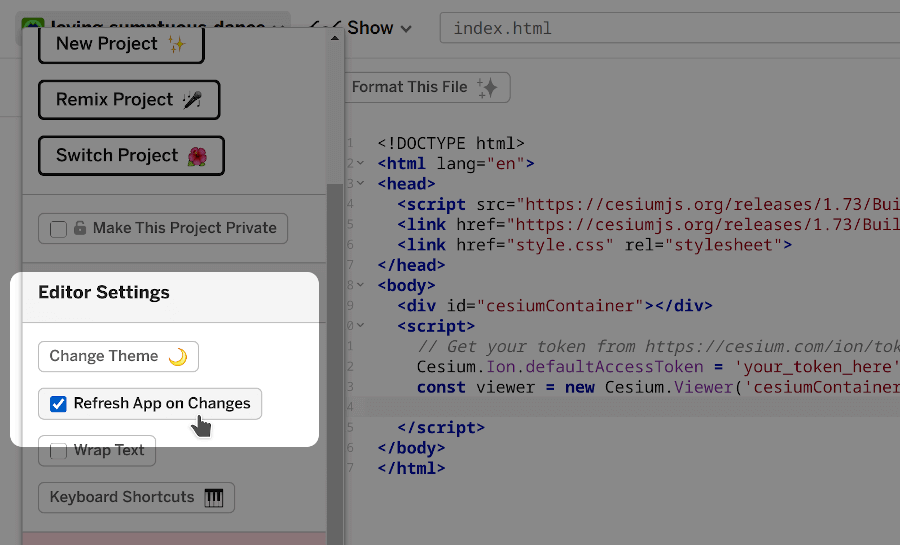 loving-sumptuous-dance
Show
index.html
New Project
Remix Project
Switch Project
Make This Project Private
Editor Settings
Change Theme
Refresh App on Changes
Wrap Text
Keyboard Shortcuts
Format This File
1 <!DOCTYPE html>
2 <html lang="en">
3 <head>
4 <script src="https://cesiumjs.org/releases/1.73/Bui
5 <link href="https://cesiumjs.org/releases/1.73/Buil
6 <link href="style.css" rel="stylesheet">
7 </head>
8 <body>
9 <div id="cesiumContainer"></div>
0 <script>
1 // Get your token from https://cesium.com/ion/tok
2 Cesium.Ion.defaultAccessToken = 'your_token_here'
3 const viewer = new Cesium.Viewer('cesiumContainer
4
5 </script>
6 </body>
7 </html>